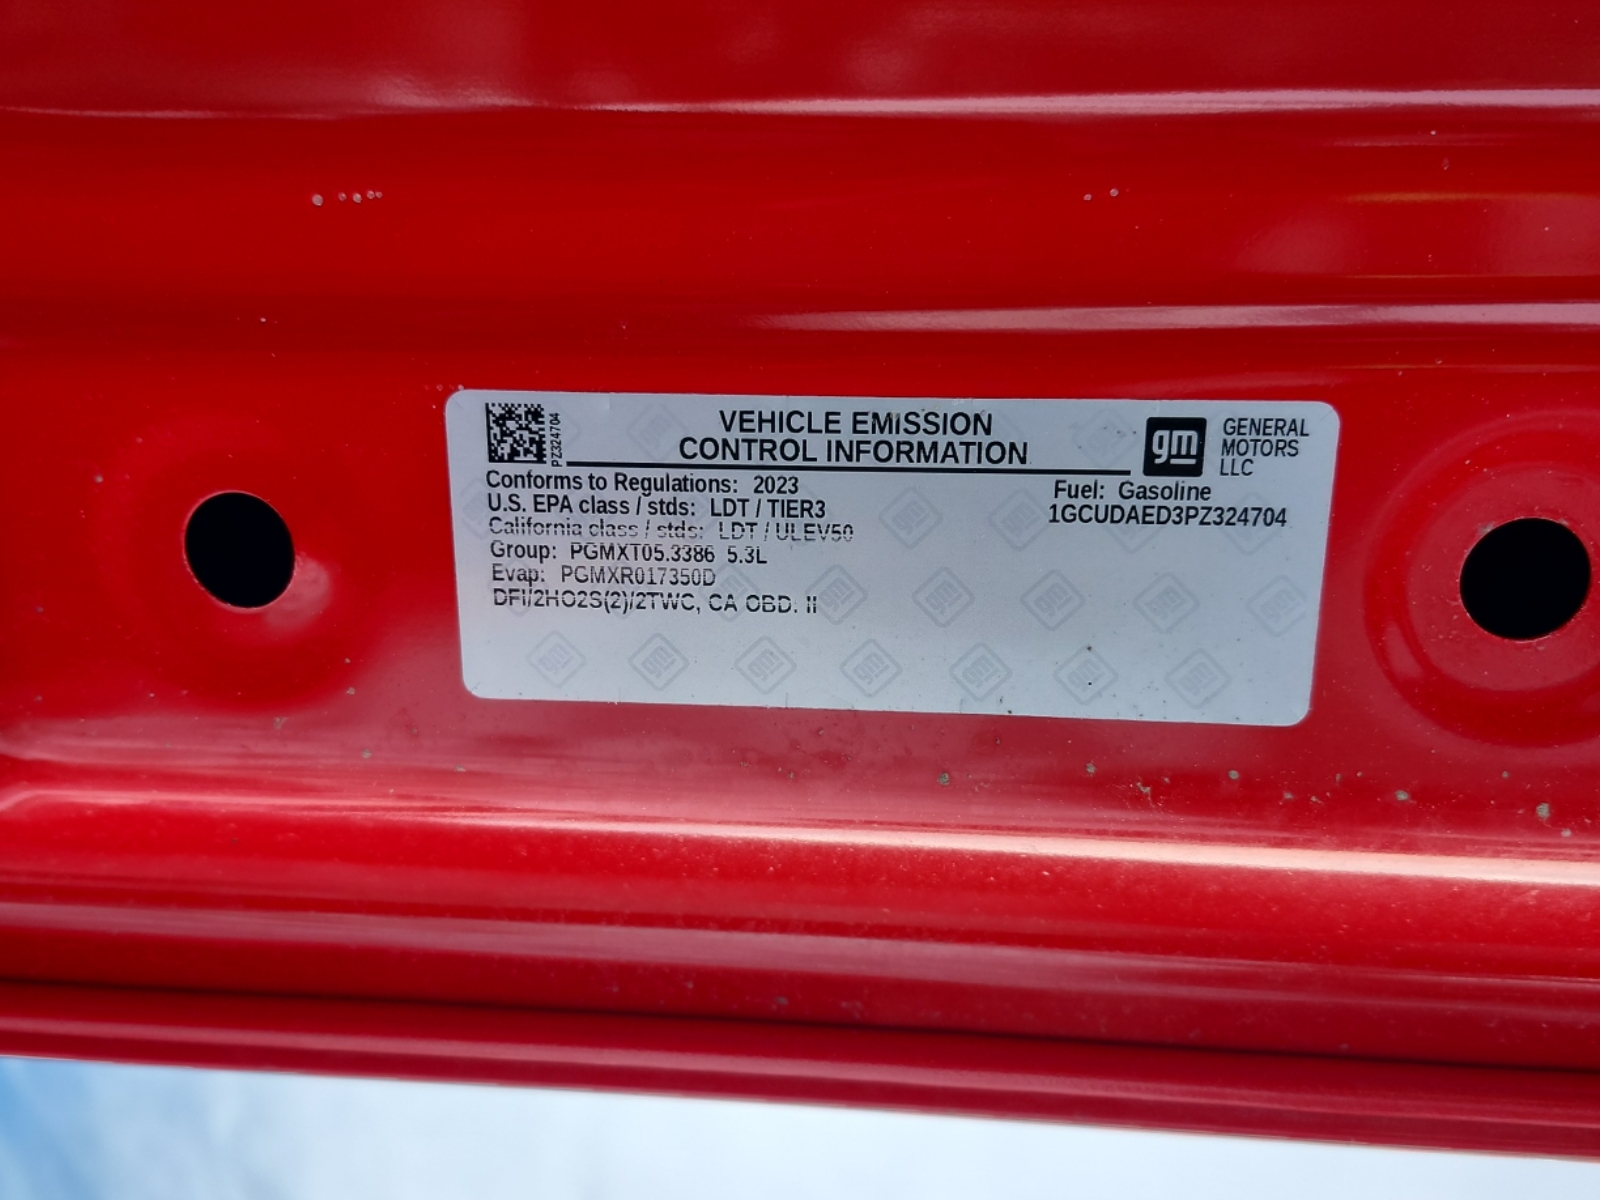 PZ324704
VEHICLE EMISSION
CONTROL INFORMATION
gm
GENERAL
MOTORS
LLC
Conforms to Regulations: 2023
U.S. EPA class / stds: LDT / TIER3
California class / stds: LDT / ULEV50
Group: PGMXT05.3386 5.3L
Evap: PGMXR017350D
DFI/2HO2S(2)/2TWC, CA OBD: II
Fuel: Gasoline
1GCUDAED3PZ324704